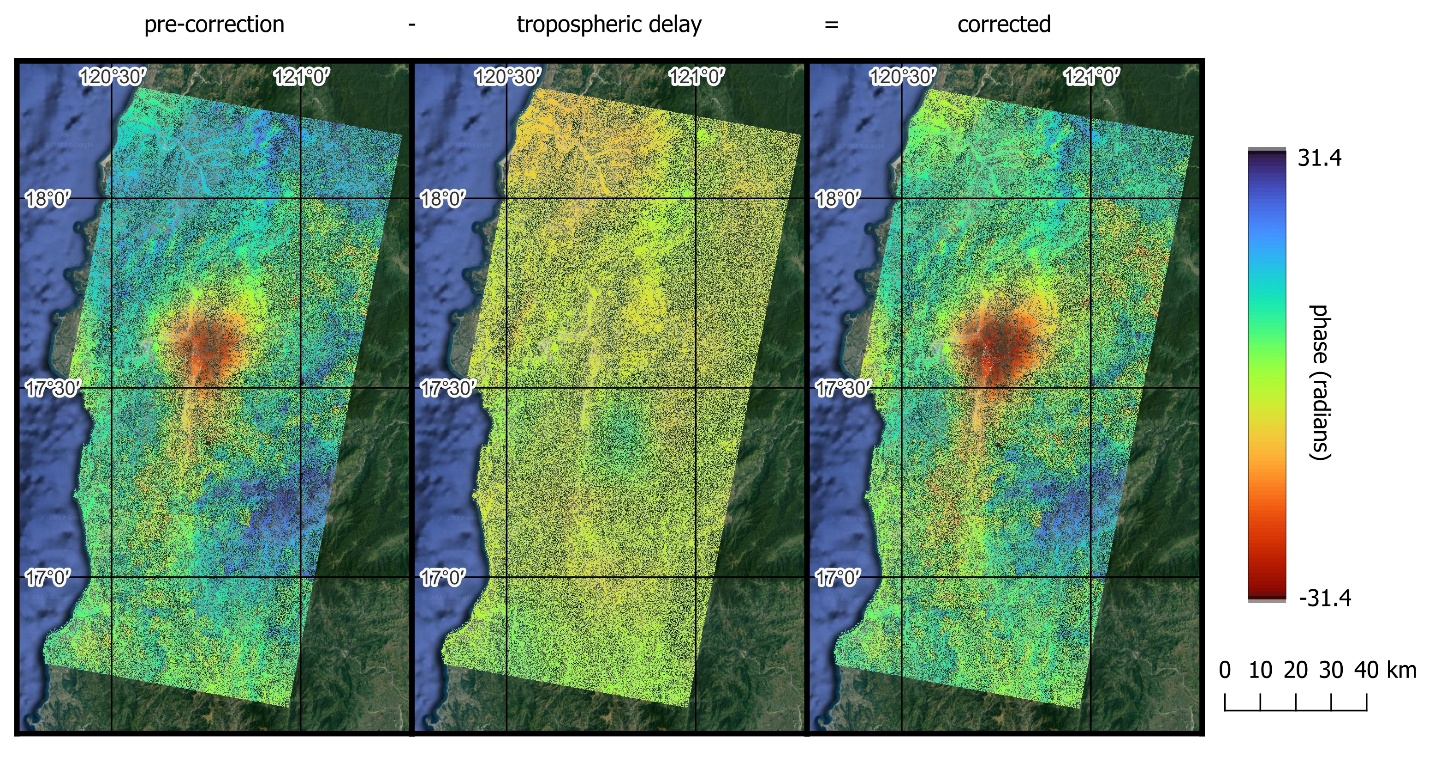 pre-correction - tropospheric delay = corrected
120°30′ 121°0′ 120°30′ 121°0′ 120°30′ 121°0′
31.4
18°0′ 18°0′ 18°0′
phase (radians)
17°30′ 17°30′ 17°30′
17°0′ 17°0′ 17°0′
-31.4
0 10 20 30 40 km